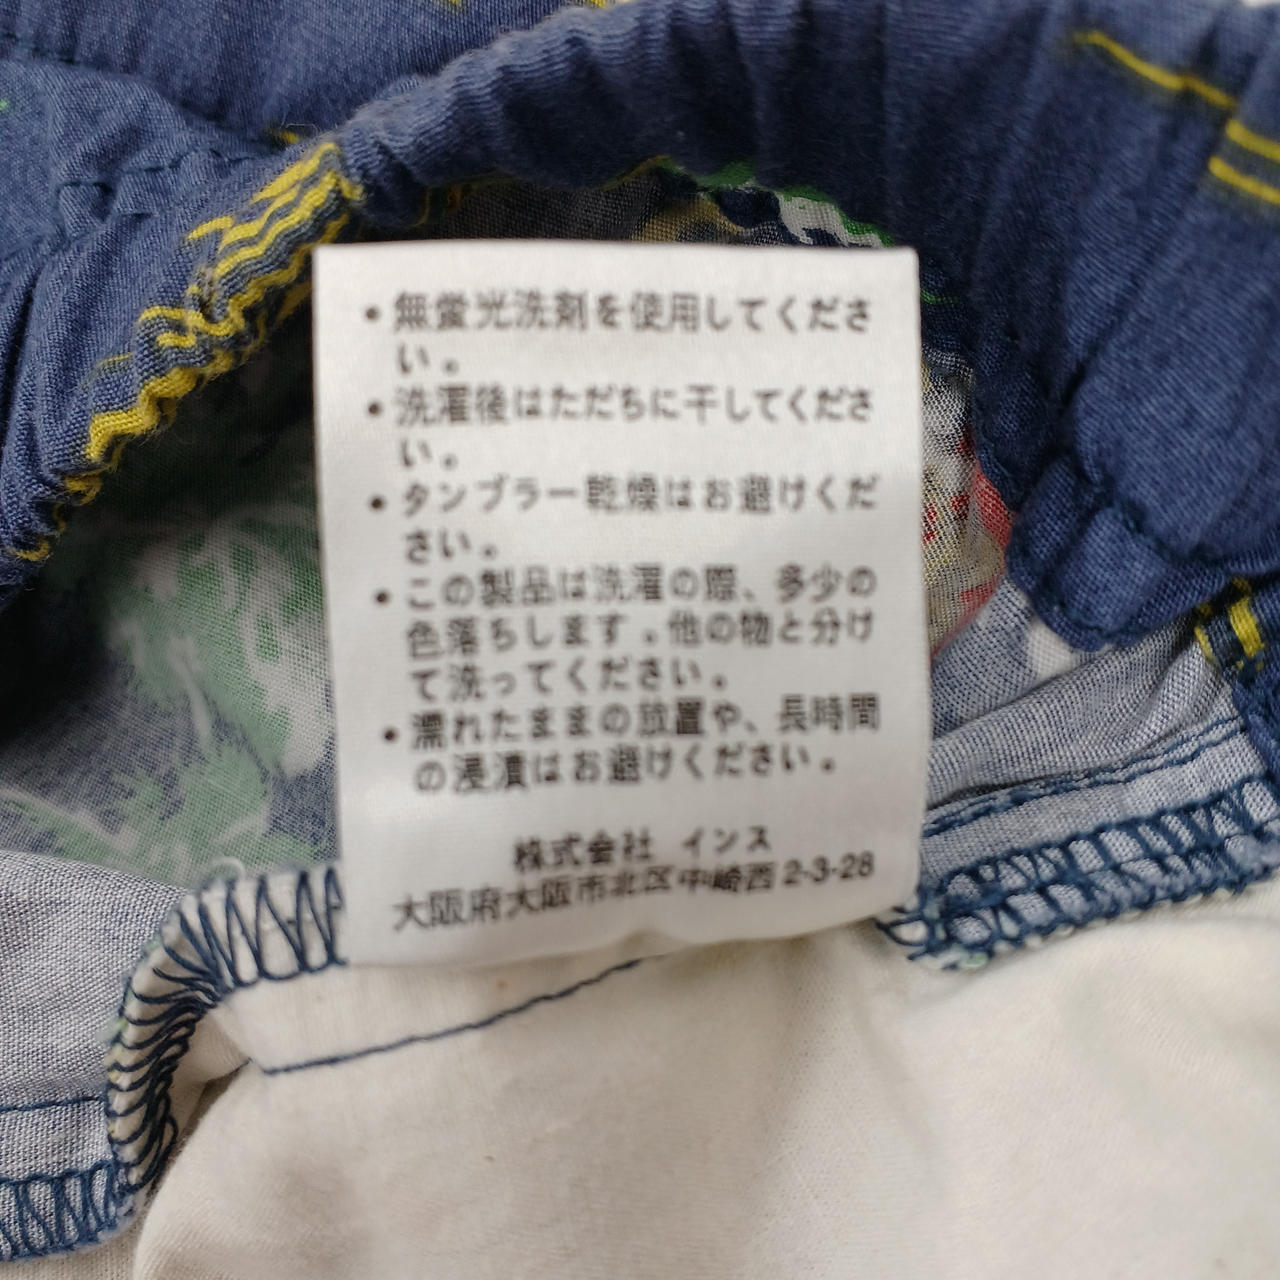 ・無蛍光洗剤を使用してくださ
い。
・洗濯後はただちに干してくださ
い。
・タンブラー乾燥はお避けくだ
さい。
・この製品は洗濯の際、多少の
色落ちします。他の物と分け
て洗ってください。
・濡れたままの放置や、長時間
の浸漬はお避けください。
株式会社 インス
大阪府大阪市北区中崎西2-3-28